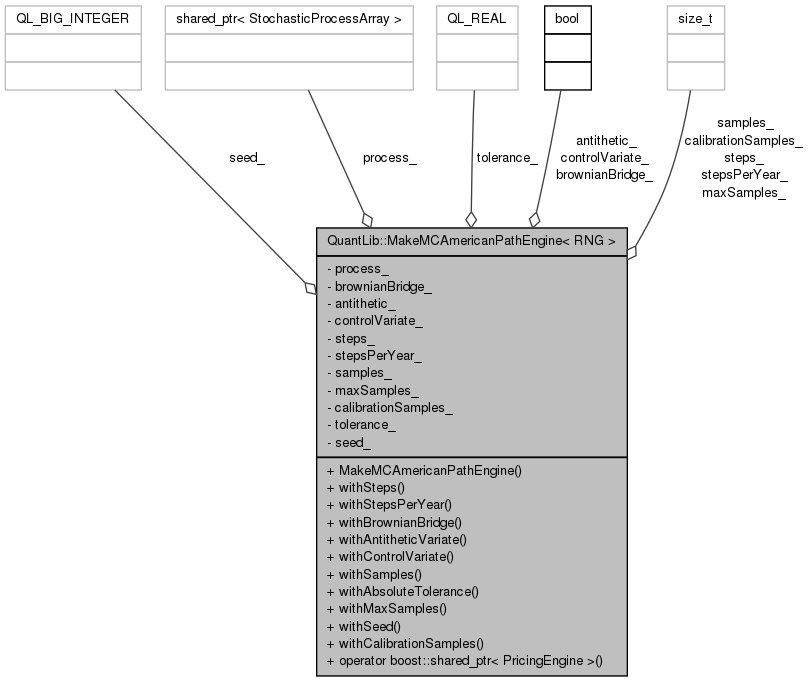 QL_BIG_INTEGER
shared_ptr< StochasticProcessArray >
QL_REAL
bool
size_t
seed_
process_
tolerance_
antithetic_
controlVariate_
brownianBridge_
samples_
calibrationSamples_
steps_
stepsPerYear_
maxSamples_
QuantLib::MakeMCAmericanPathEngine< RNG >
- process_
- brownianBridge_
- antithetic_
- controlVariate_
- steps_
- stepsPerYear_
- samples_
- maxSamples_
- calibrationSamples_
- tolerance_
- seed_
+ MakeMCAmericanPathEngine()
+ withSteps()
+ withStepsPerYear()
+ withBrownianBridge()
+ withAntitheticVariate()
+ withControlVariate()
+ withSamples()
+ withAbsoluteTolerance()
+ withMaxSamples()
+ withSeed()
+ withCalibrationSamples()
+ operator boost::shared_ptr< PricingEngine >()